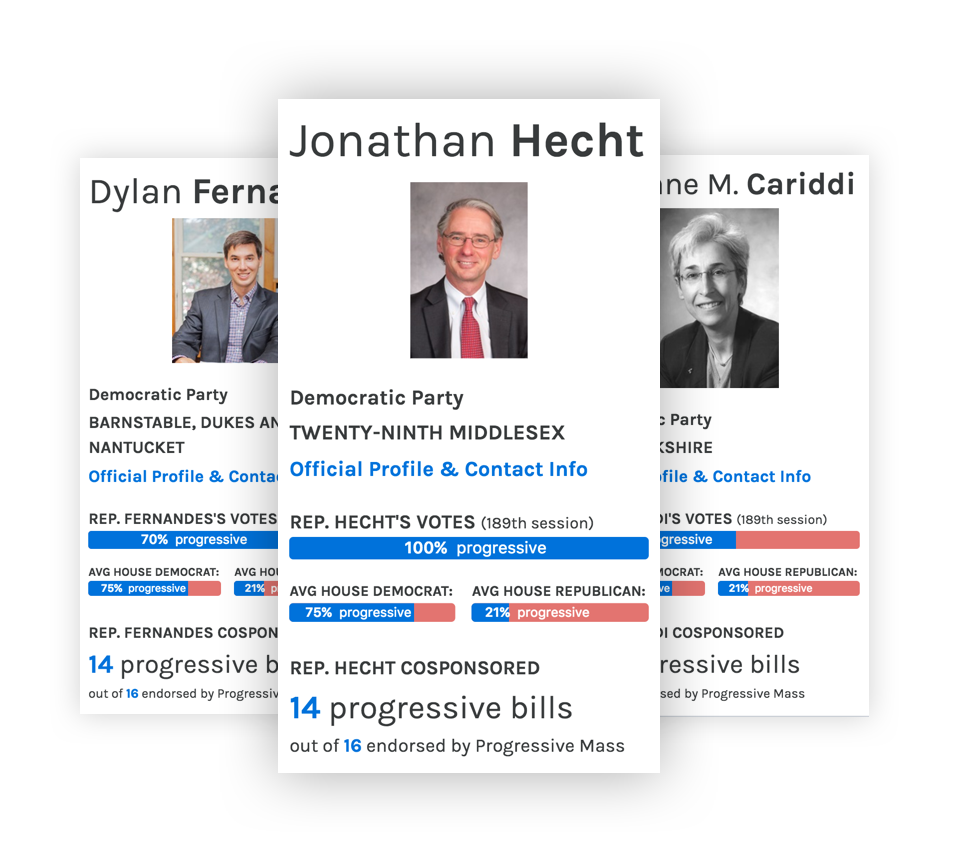 Jonathan Hecht
Democratic Party
TWENTY-NINTH MIDDLESEX
Official Profile & Contact Info
REP. HECHT'S VOTES (189th session)
100% progressive
AVG HOUSE DEMOCRAT:
75% progressive
AVG HOUSE REPUBLICAN:
21% progressive
REP. HECHT COSPONSORED
14 progressive bills
out of 16 endorsed by Progressive Mass
Dylan Ferna
Democratic Party
BARNSTABLE, DUKES AN
NANTUCKET
Official Profile & Contac
REP. FERNANDES'S VOTES
70% progressive
AVG HOUSE DEMOCRAT:
75% progressive
AVG HOU
21% p
REP. FERNANDES COSPON
14 progressive b
out of 16 endorsed by Progressiv
ne M. Cariddi
c Party
KSHIRE
ofile & Contact Info
DI'S VOTES (189th session)
gressive
MOCRAT:
ve
AVG HOUSE REPUBLICAN:
21% progressive
DI COSPONSORED
ressive bills
sed by Progressive Mass